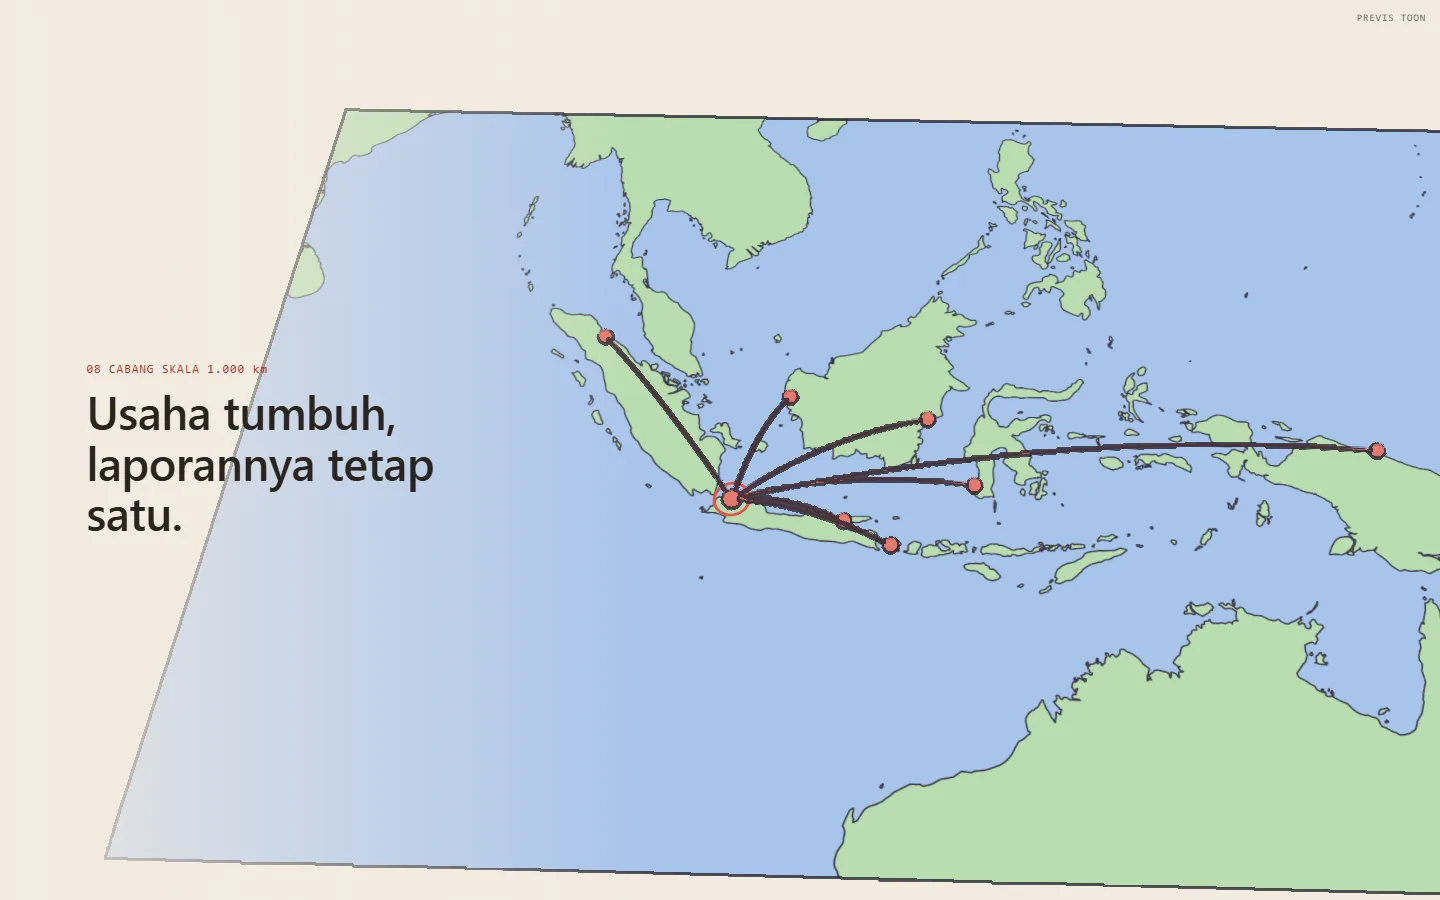 PREVIS TOON
08 CABANG SKALA 1.000 km
Usaha tumbuh,
laporannya tetap
satu.